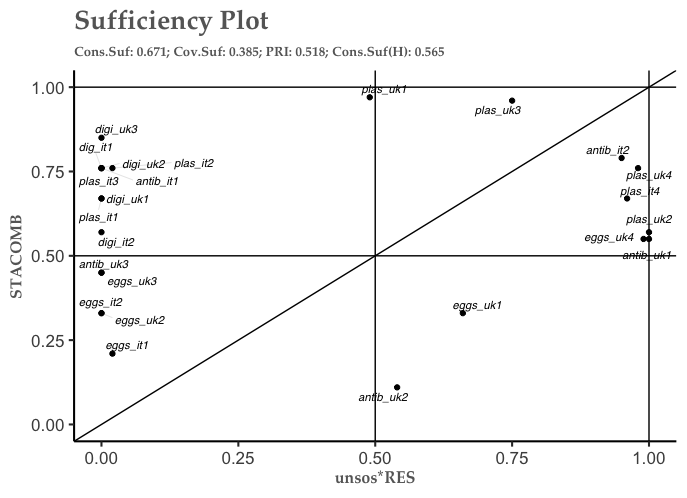 Sufficiency Plot
Cons.Suf: 0.671; Cov.Suf: 0.385; PRI: 0.518; Cons.Suf(H): 0.565
1.00
plas_uk1
plas_uk3
digi_uk3
dig_it1
antib_it2
digi_uk2
plas_it2
0.75
plas_it3
antib_it1
plas_uk4
plas_it4
digi_uk1
plas_it1
plas_uk2
digi_it2
eggs_uk4
0.50
antib_uk1
antib_uk3
eggs_uk3
eggs_it2
eggs_uk1
eggs_uk2
eggs_it1
0.25
antib_uk2
0.00
STACOMB
0.00
0.25
0.50
0.75
1.00
unsos*RES